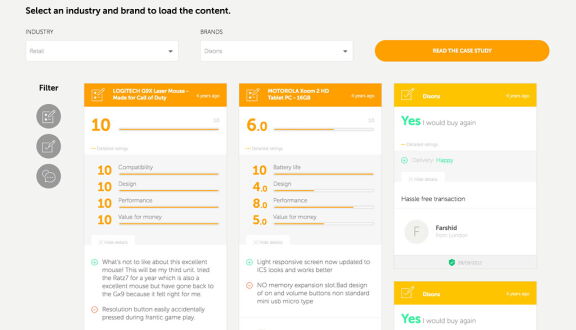 Select an industry and brand to load the content.
INDUSTRY
BRANDS
Retail
Dixons
READ THE CASE STUDY
Filter
LOGITECH G9X Laser Mouse -
Made for Call of Duty
4 years ago
10
10
Detailed ratings
10 Compatibility
10 Design
10 Performance
10 Value for money
Hide details
What's not to like about this excellent
mouse! This will be my third unit. tried
the Ratz7 for a year which is also a
excellent mouse but have gone back to
the Gx9 because it felt right for me.
Resolution button easily accidentally
pressed during frantic game play.
MOTOROLA Xoom 2 HD
Tablet PC - 16GB
4 years ago
6.0
10
Detailed ratings
10 Battery life
4.0 Design
8.0 Performance
5.0 Value for money
Hide details
Light responsive screen now updated to
ICS looks and works better
NO memory expansion slot.Bad design
of on and volume buttons non standard
mini usb micro type
Dixons
4 years ago
Yes I would buy again
Detailed ratings
Delivery: Happy
Hide details
Hassle free transaction
F
Farshid
from London
Dixons
4 years ago
Yes I would buy again